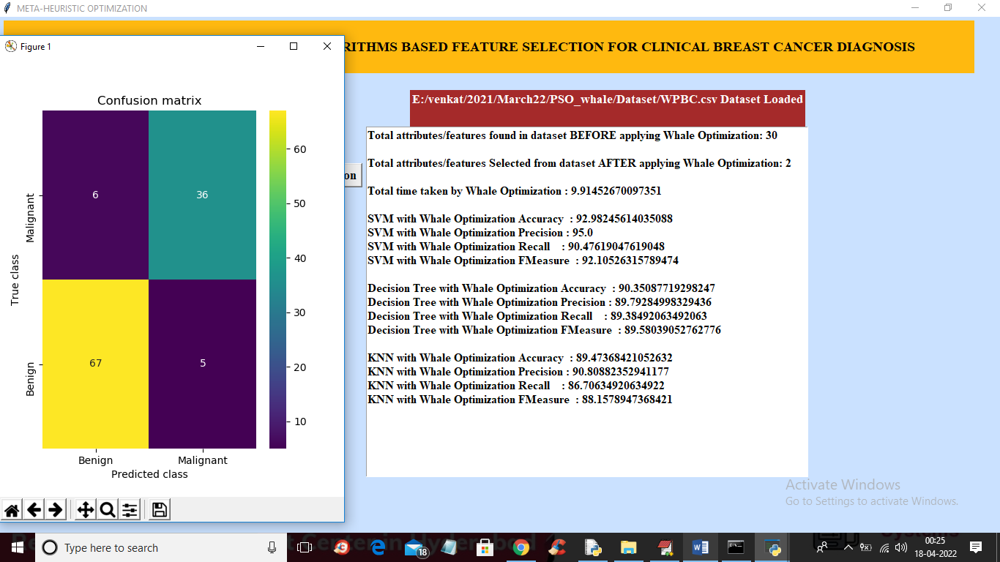 META-HEURISTIC OPTIMIZATION
RITHMS BASED FEATURE SELECTION FOR CLINICAL BREAST CANCER DIAGNOSIS
Figure 1
Confusion matrix
6 36
67 5
Malignant
Benign
True class
Benign Malignant
Predicted class
60
50
40
30
20
10
on
E:/venkat/2021/March22/PSO_whale/Dataset/WPBC.csv Dataset Loaded
Total attributes/features found in dataset BEFORE applying Whale Optimization: 30
Total attributes/features Selected from dataset AFTER applying Whale Optimization: 2
Total time taken by Whale Optimization : 9.91452670097351
SVM with Whale Optimization Accuracy : 92.98245614035088
SVM with Whale Optimization Precision : 95.0
SVM with Whale Optimization Recall : 90.47619047619048
SVM with Whale Optimization FMeasure : 92.10526315789474
Decision Tree with Whale Optimization Accuracy : 90.35087719298247
Decision Tree with Whale Optimization Precision : 89.79284998329436
Decision Tree with Whale Optimization Recall : 89.38492063492063
Decision Tree with Whale Optimization FMeasure : 89.58039052762776
KNN with Whale Optimization Accuracy : 89.47368421052632
KNN with Whale Optimization Precision : 90.80882352941177
KNN with Whale Optimization Recall : 86.70634920634922
KNN with Whale Optimization FMeasure : 88.1578947368421
Activate Windows
Go to Settings to activate Windows.
Type here to search
18
00:25
18-04-2022